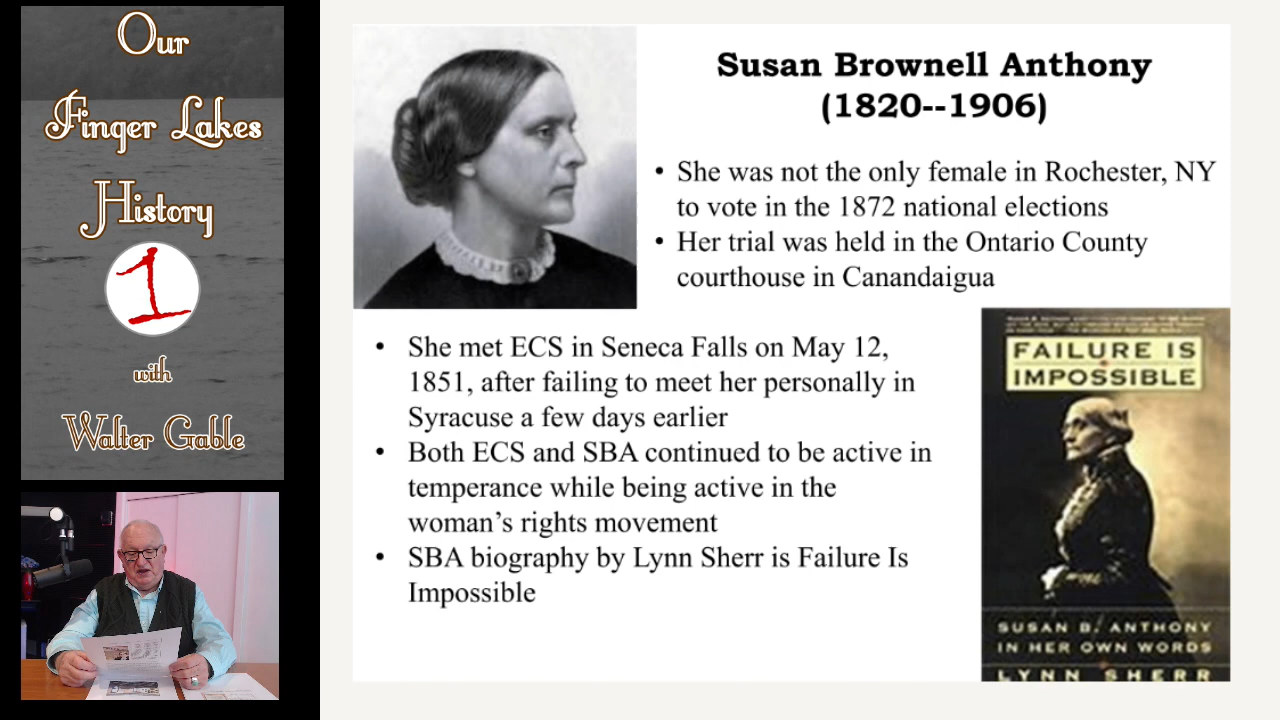 Our
Finger Lakes
History
1
with
Walter Gable
Susan Brownell Anthony
(1820--1906)
• She was not the only female in Rochester, NY
to vote in the 1872 national elections
• Her trial was held in the Ontario County
courthouse in Canandaigua
• She met ECS in Seneca Falls on May 12,
1851, after failing to meet her personally in
Syracuse a few days earlier
• Both ECS and SBA continued to be active in
temperance while being active in the
woman's rights movement
• SBA biography by Lynn Sherr is Failure Is
Impossible
FAILURE IS
IMPOSSIBLE
SUSAN B. ANTHONY
IN HER OWN WORDS
LYNN SHERR